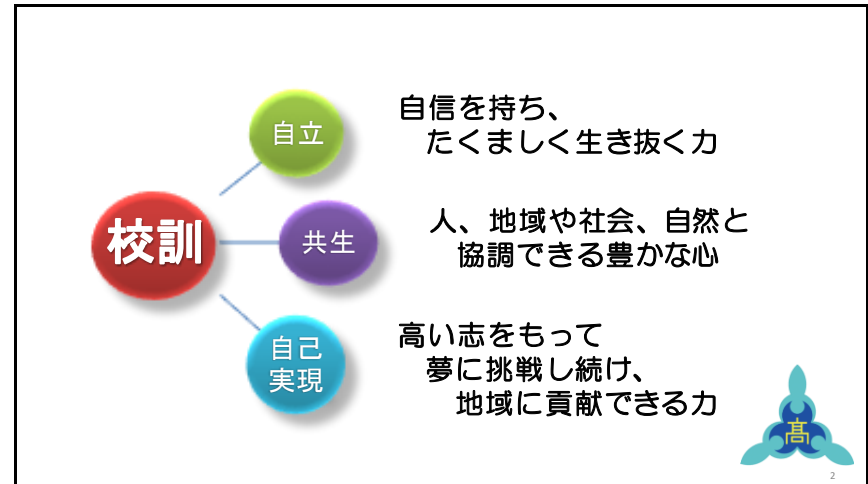 校訓
自立
自信を持ち、
たくましく生き抜く力
共生
人、地域や社会、自然と
協調できる豊かな心
自己
実現
高い志をもって
夢に挑戦し続け、
地域に貢献できる力
髙
2